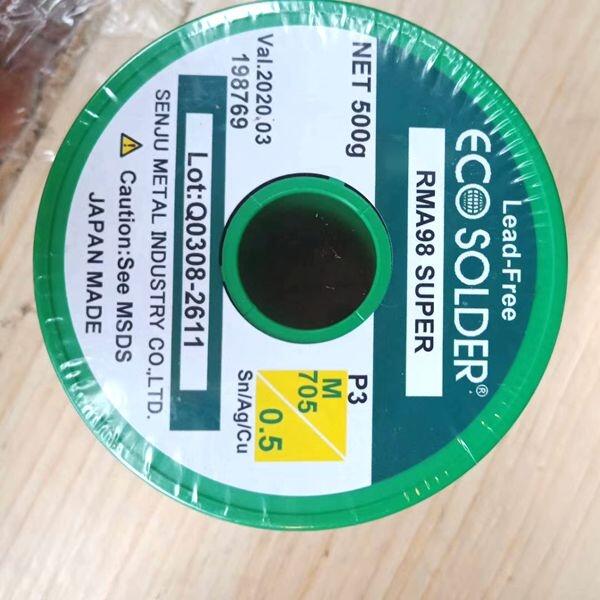 Lead-Free
ECO SOLDER®
RMA98 SUPER
NET 500g
P3
M
705
0.5
Sn/Ag/Cu
Val.2020.03
198769
Lot:Q0308-2611
SENJU METAL INDUSTRY CO.,LTD.
⚠ Caution:See MSDS
JAPAN MADE